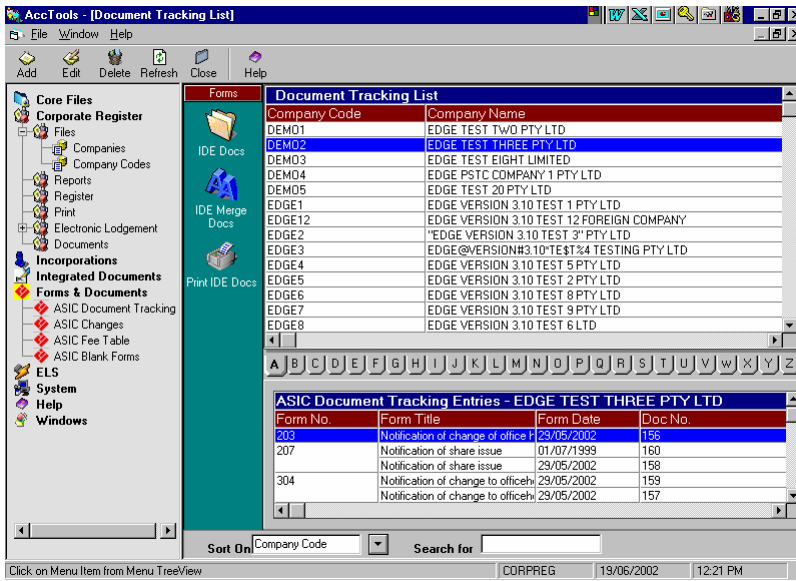 AccTools - [Document Tracking List]
File Window Help
Add Edit Delete Refresh Close Help
Core Files
Corporate Register
Files
Companies
Company Codes
Reports
Register
Print
Electronic Lodgement
Documents
Incorporations
Integrated Documents
Forms & Documents
ASIC Document Tracking
ASIC Changes
ASIC Fee Table
ASIC Blank Forms
ELS
System
Help
Windows
Forms
IDE Docs
IDE Merge
Docs
Print IDE Docs
Document Tracking List
Company Code Company Name
DEMO1 EDGE TEST TWO PTY LTD
DEMO2 EDGE TEST THREE PTY LTD
DEMO3 EDGE TEST EIGHT LIMITED
DEMO4 EDGE PSTC COMPANY 1 PTY LTD
DEMO5 EDGE TEST 20 PTY LTD
EDGE1 EDGE VERSION 3.10 TEST 1 PTY LTD
EDGE12 EDGE VERSION 3.10 TEST 12 FOREIGN COMPANY
EDGE2 "EDGE VERSION 3.10 TEST 3" PTY LTD
EDGE3 EDGE@VERSION#3.10*TE$T%4 TESTING PTY LTD
EDGE4 EDGE VERSION 3.10 TEST 5 PTY LTD
EDGE5 EDGE VERSION 3.10 TEST 2 PTY LTD
EDGE6 EDGE VERSION 3.10 TEST 8 PTY LTD
EDGE7 EDGE VERSION 3.10 TEST 9 PTY LTD
EDGE8 EDGE VERSION 3.10 TEST 6 LTD
A B C D E F G H I J K L M N O P Q R S T U V W X Y Z
ASIC Document Tracking Entries - EDGE TEST THREE PTY LTD
Form No. Form Title Form Date Doc No.
203 Notification of change of office 29/05/2002 156
207 Notification of share issue 01/07/1999 160
Notification of share issue 29/05/2002 158
304 Notification of change to officeh 29/05/2002 159
Notification of change to officeh 29/05/2002 157
Sort On Company Code Search for
Click on Menu Item from Menu TreeView CORPREG 19/06/2002 12:21 PM